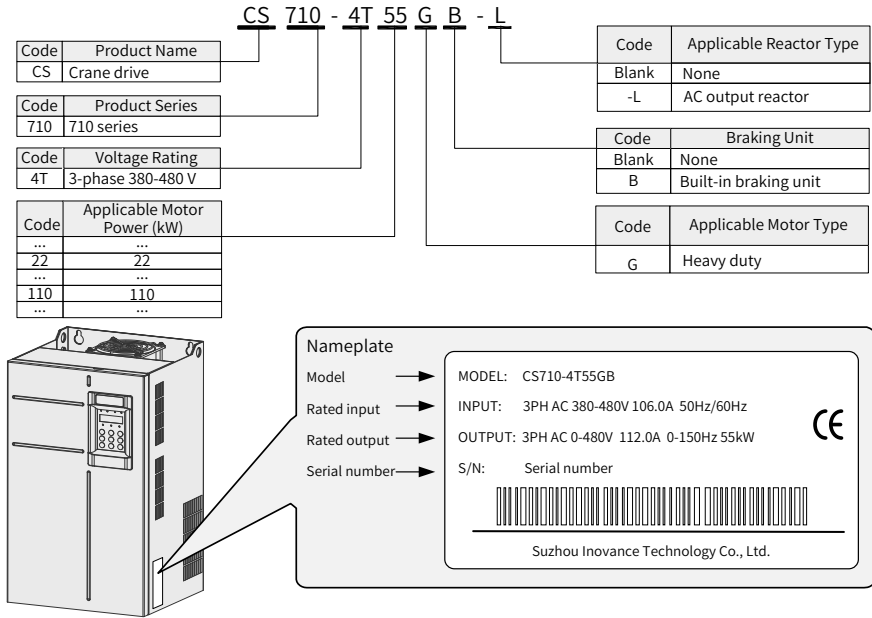 CS 710 - 4T 55 G B - L
Code Product Name
CS Crane drive
Code Product Series
710 710 series
Code Voltage Rating
4T 3-phase 380-480 V
Code Applicable Motor Power (kW)
... ...
22 22
... ...
110 110
... ...
Code Applicable Reactor Type
Blank None
-L AC output reactor
Code Braking Unit
Blank None
B Built-in braking unit
Code Applicable Motor Type
G Heavy duty
Nameplate
Model MODEL: CS710-4T55GB
Rated input INPUT: 3PH AC 380-480V 106.0A 50Hz/60Hz
Rated output OUTPUT: 3PH AC 0-480V 112.0A 0-150Hz 55kW
CE
Serial number S/N: Serial number
Suzhou Inovance Technology Co., Ltd.